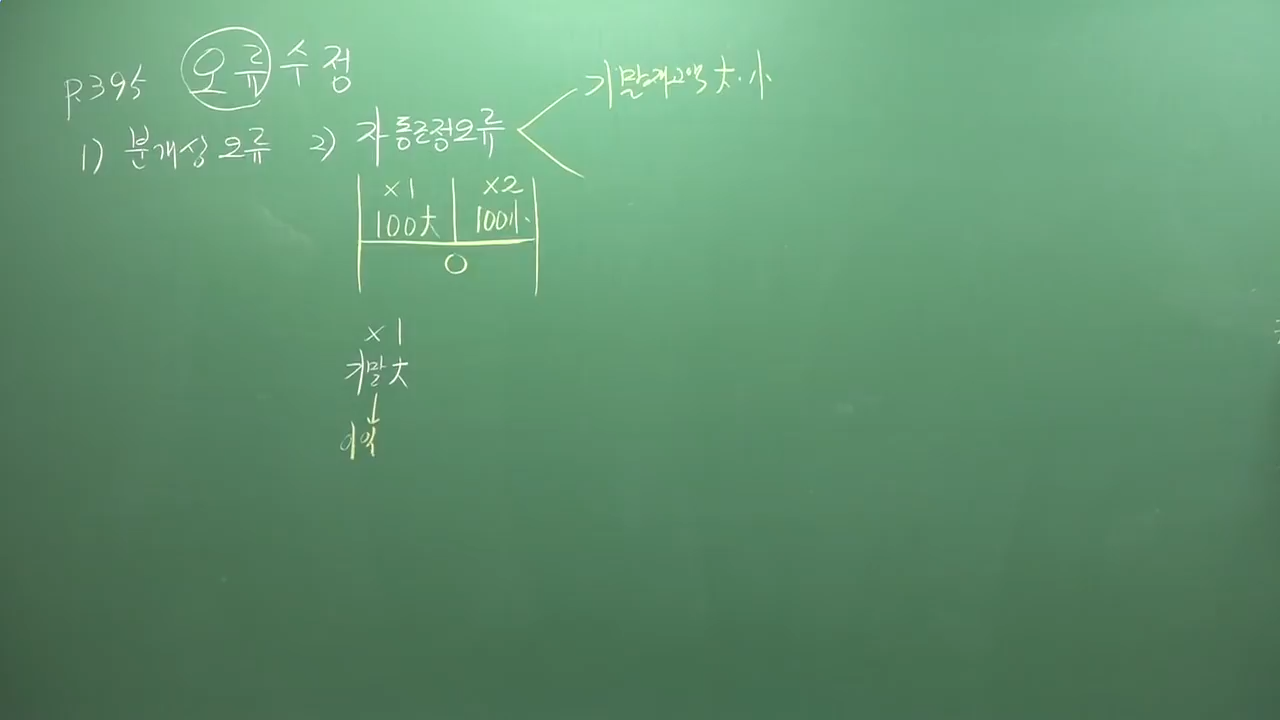 P.395 오류수정
1) 분개상 오류 2) 자동조정오류
기말재고액 大·小
×1 ×2
100大 100小
0
×1
기말大
↓
이익